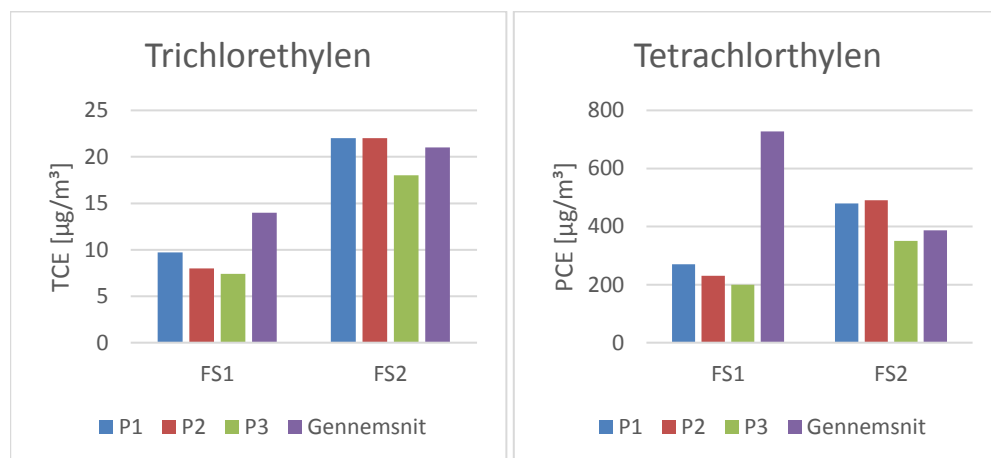 Trichlorethylen
TCE [µg/m³]
25
20
15
10
5
0
FS1 FS2
P1 P2 P3 Gennemsnit
Tetrachlorthylen
PCE [µg/m³]
800
600
400
200
0
FS1 FS2
P1 P2 P3 Gennemsnit